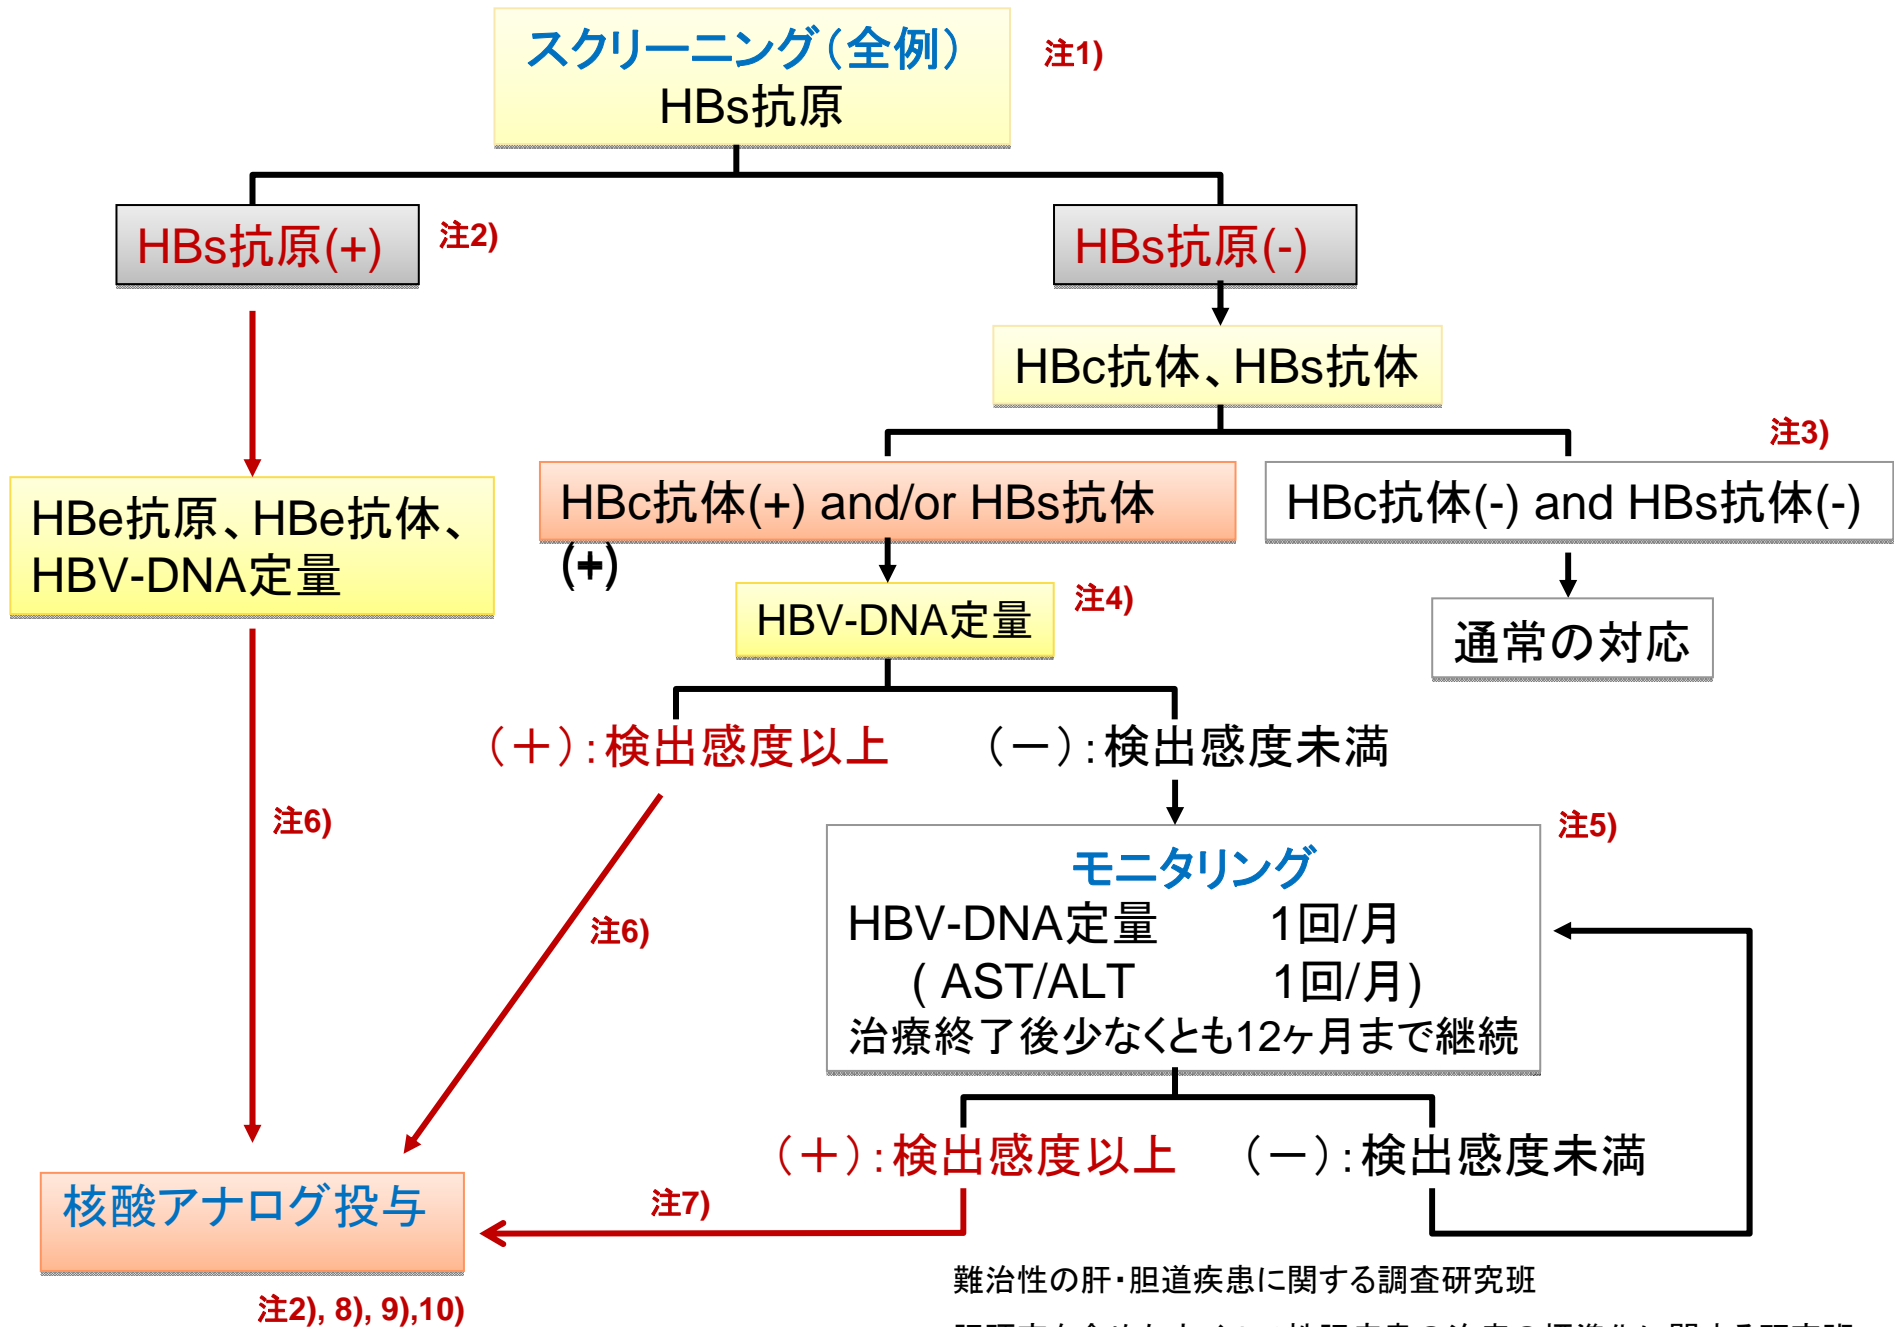 スクリーニング（全例）
注1)
HBs抗原
HBs抗原(+)
注2)
HBs抗原(-)
HBc抗体、HBs抗体
注3)
HBc抗体(+) and/or HBs抗体
(+)
HBc抗体(-) and HBs抗体(-)
HBe抗原、HBe抗体、
HBV-DNA定量
HBV-DNA定量
注4)
通常の対応
（＋）：検出感度以上
（－）：検出感度未満
注6)
注5)
モニタリング
HBV-DNA定量 1回/月
( AST/ALT 1回/月)
治療終了後少なくとも12ヶ月まで継続
注6)
（＋）：検出感度以上
（－）：検出感度未満
注7)
核酸アナログ投与
注2), 8), 9),10)
難治性の肝・胆道疾患に関する調査研究班